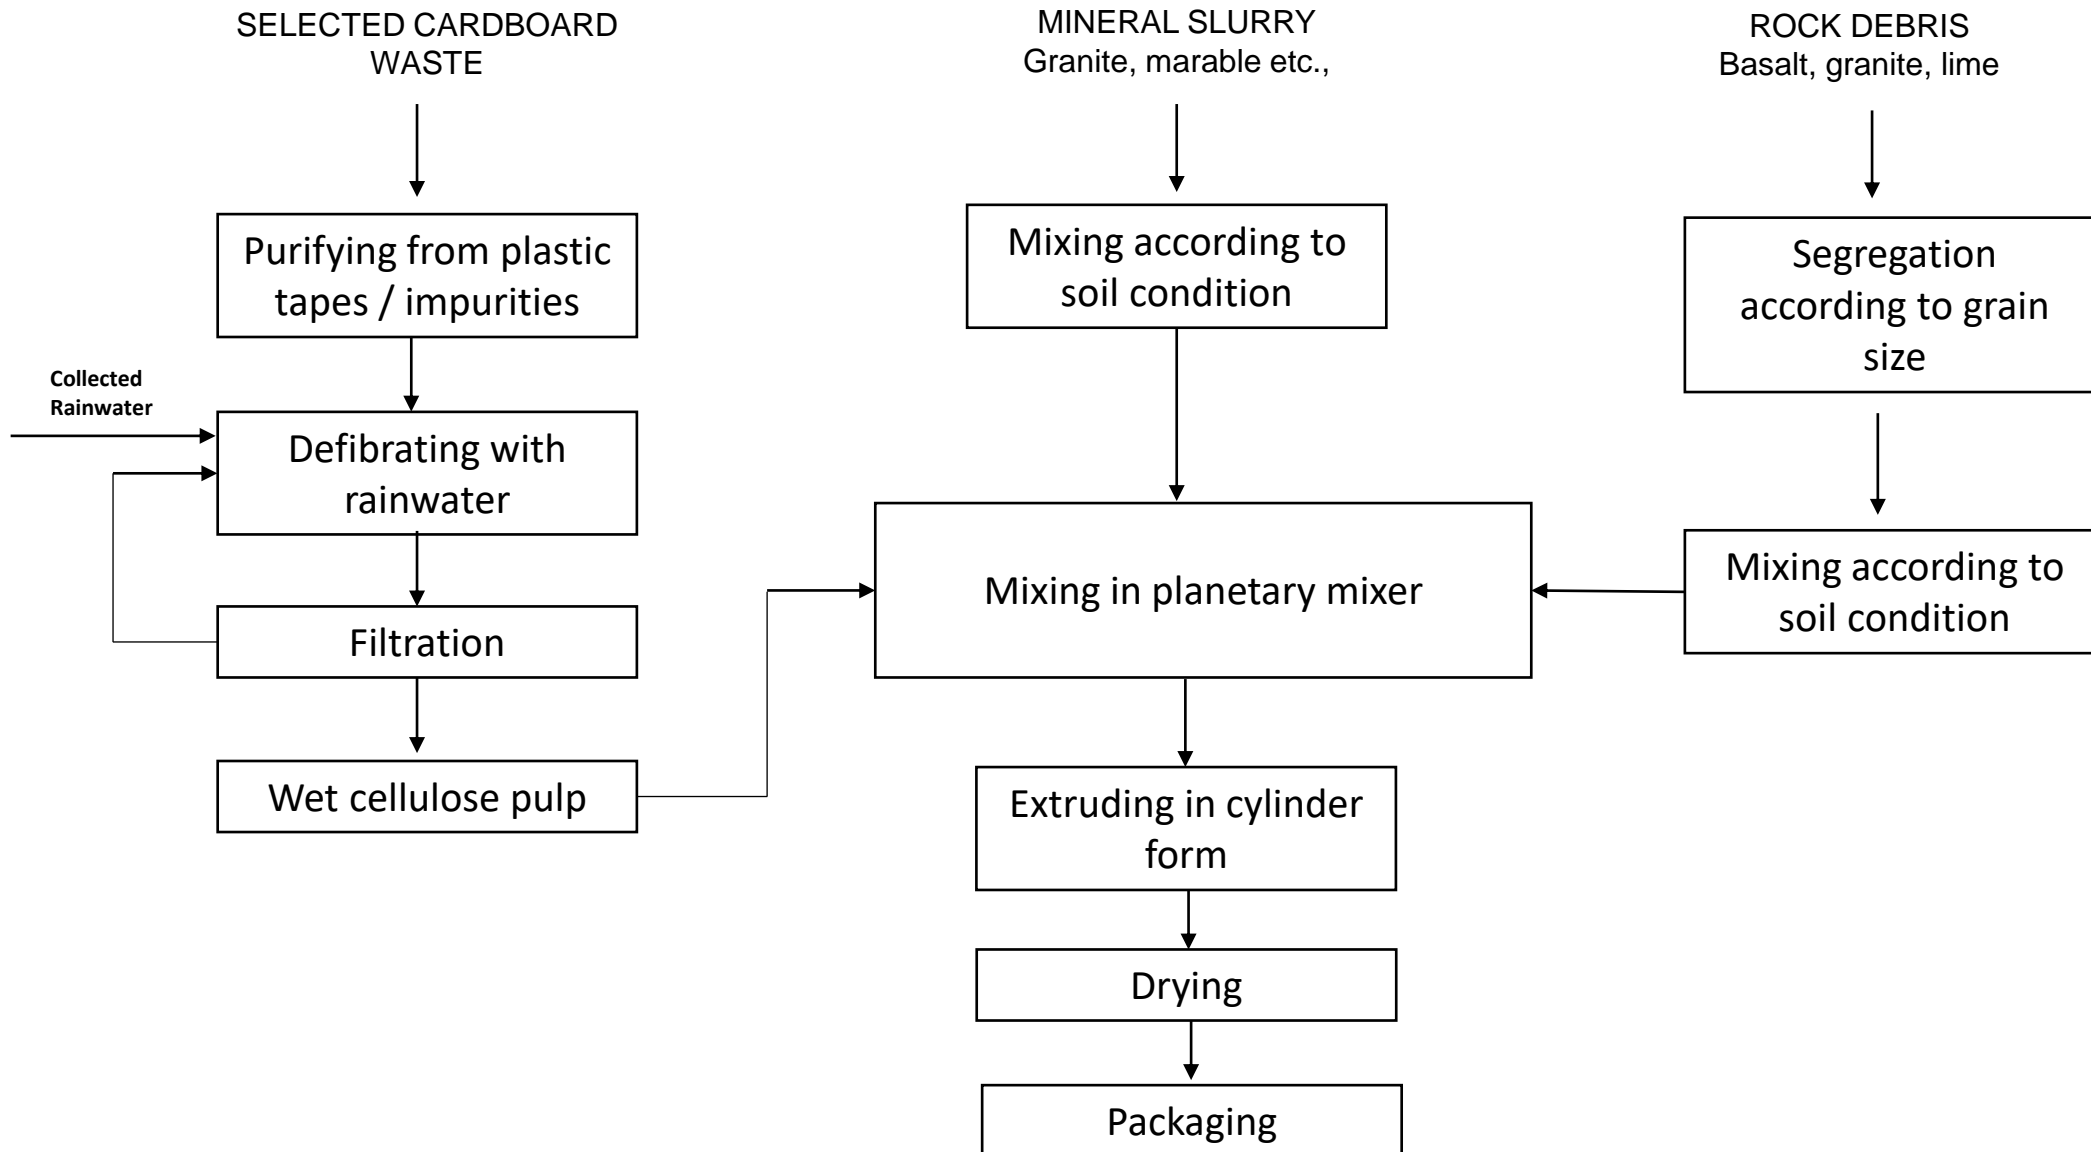 SELECTED CARDBOARD
WASTE
MINERAL SLURRY
Granite, marable etc.,
ROCK DEBRIS
Basalt, granite, lime
Purifying from plastic
tapes / impurities
Mixing according to
soil condition
Segregation
according to grain
size
Collected
Rainwater
Defibrating with
rainwater
Mixing in planetary mixer
Mixing according to
soil condition
Filtration
Wet cellulose pulp
Extruding in cylinder
form
Drying
Packaging